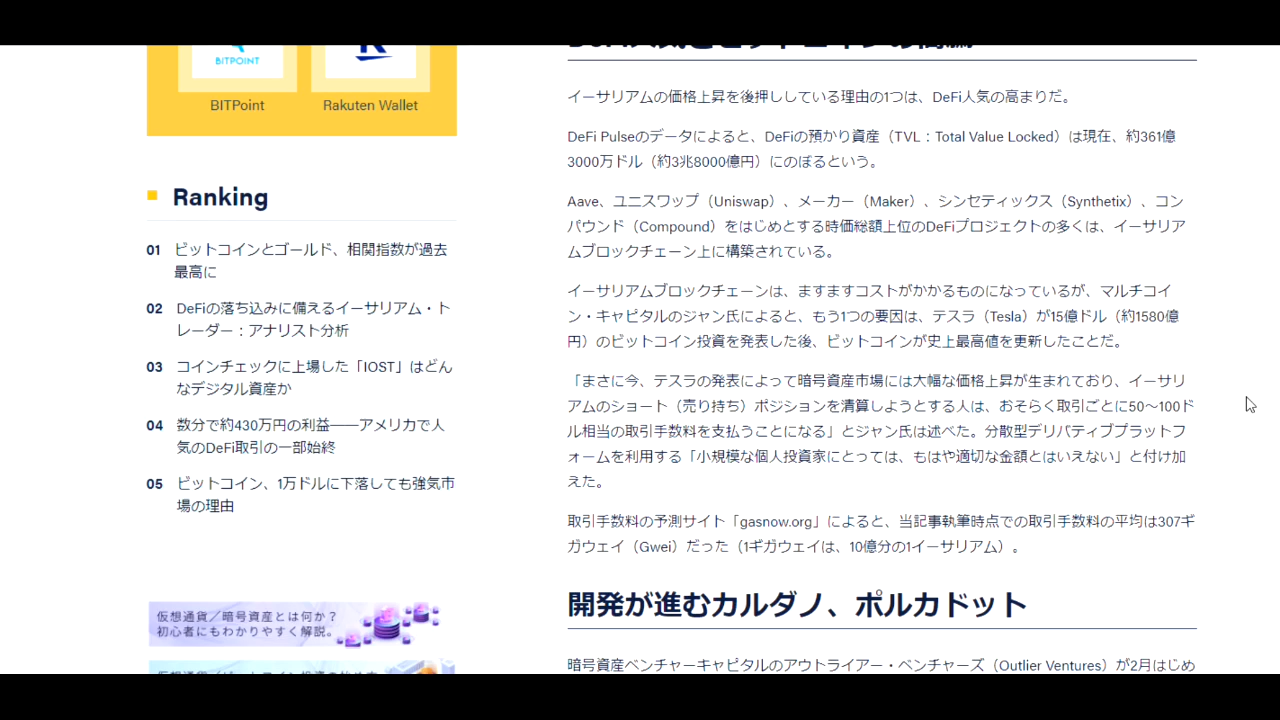 BITPOINT
BITPoint
Rakuten Wallet
Ranking
01 ビットコインとゴールド、相関指数が過去
最高に
02 DeFiの落ち込みに備えるイーサリアム・ト
レーダー：アナリスト分析
03 コインチェックに上場した「IOST」はどん
なデジタル資産か
04 数分で約430万円の利益――アメリカで人
気のDeFi取引の一部始終
05 ビットコイン、1万ドルに下落しても強気市
場の理由
仮想通貨／暗号資産とは何か？
初心者にもわかりやすく解説。
イーサリアムの価格上昇を後押ししている理由の1つは、DeFi人気の高まりだ。
DeFi Pulseのデータによると、DeFiの預かり資産（TVL：Total Value Locked）は現在、約361億
3000万ドル（約3兆8000億円）にのぼるという。
Aave、ユニスワップ（Uniswap）、メーカー（Maker）、シンセティックス（Synthetix）、コン
パウンド（Compound）をはじめとする時価総額上位のDeFiプロジェクトの多くは、イーサリア
ムブロックチェーン上に構築されている。
イーサリアムブロックチェーンは、ますますコストがかかるものになっているが、マルチコイ
ン・キャピタルのジャン氏によると、もう1つの要因は、テスラ（Tesla）が15億ドル（約1580億
円）のビットコイン投資を発表した後、ビットコインが史上最高値を更新したことだ。
「まさに今、テスラの発表によって暗号資産市場には大幅な価格上昇が生まれており、イーサリ
アムのショート（売り持ち）ポジションを清算しようとする人は、おそらく取引ごとに50〜100ド
ル相当の取引手数料を支払うことになる」とジャン氏は述べた。分散型デリバティブプラットフ
ォームを利用する「小規模な個人投資家にとっては、もはや適切な金額とはいえない」と付け加
えた。
取引手数料の予測サイト「gasnow.org」によると、当記事執筆時点での取引手数料の平均は307ギ
ガウェイ（Gwei）だった（1ギガウェイは、10億分の1イーサリアム）。
開発が進むカルダノ、ポルカドット
暗号資産ベンチャーキャピタルのアウトライアー・ベンチャーズ（Outlier Ventures）が2月はじめ